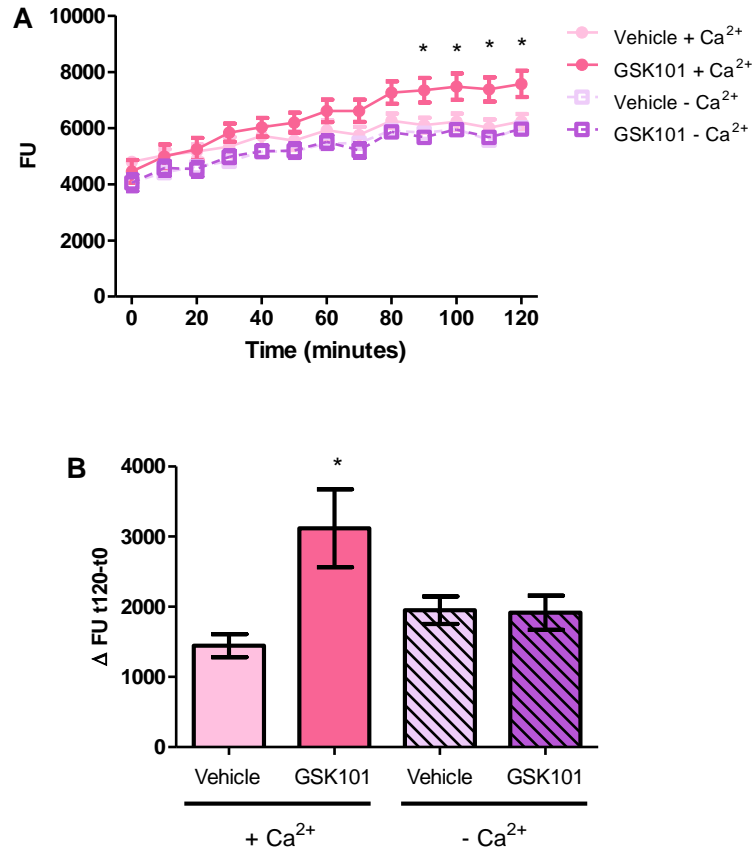 A
* * * *
10000
8000
6000
4000
2000
0
FU
0 20 40 60 80 100 120
Time (minutes)
Vehicle + Ca²⁺
GSK101 + Ca²⁺
Vehicle - Ca²⁺
GSK101 - Ca²⁺
B
*
4000
3000
2000
1000
0
Δ FU t120-t0
Vehicle GSK101 Vehicle GSK101
+ Ca²⁺ - Ca²⁺